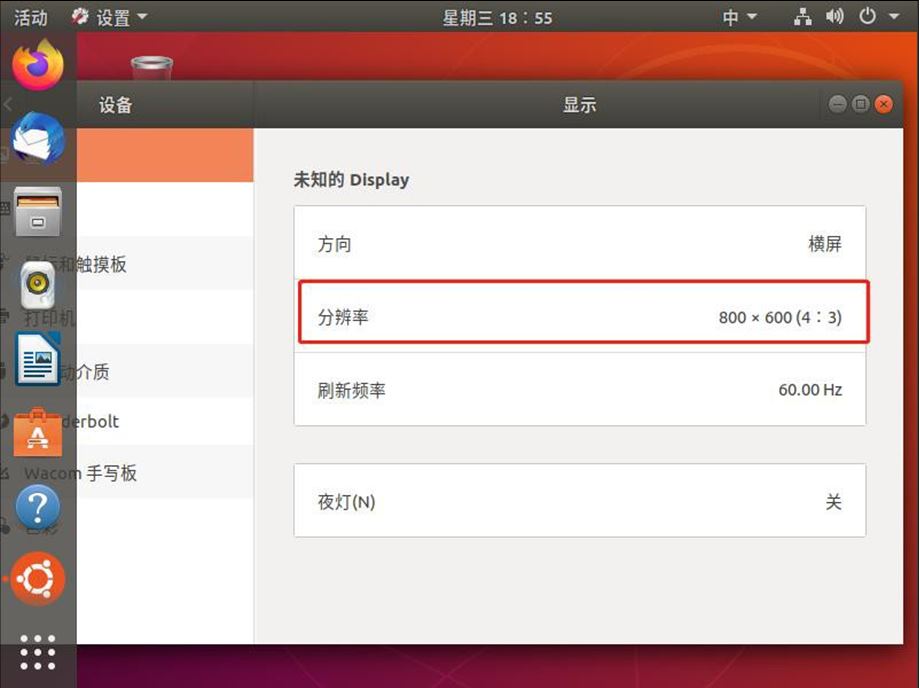 活动 设置 星期三 18：55 中
设备 显示
未知的 Display
方向 横屏
鼠标和触摸板
分辨率 800 × 600 (4：3)
打印机
动介质
刷新频率 60.00 Hz
derbolt
Wacom 手写板
夜灯(N) 关
色彩